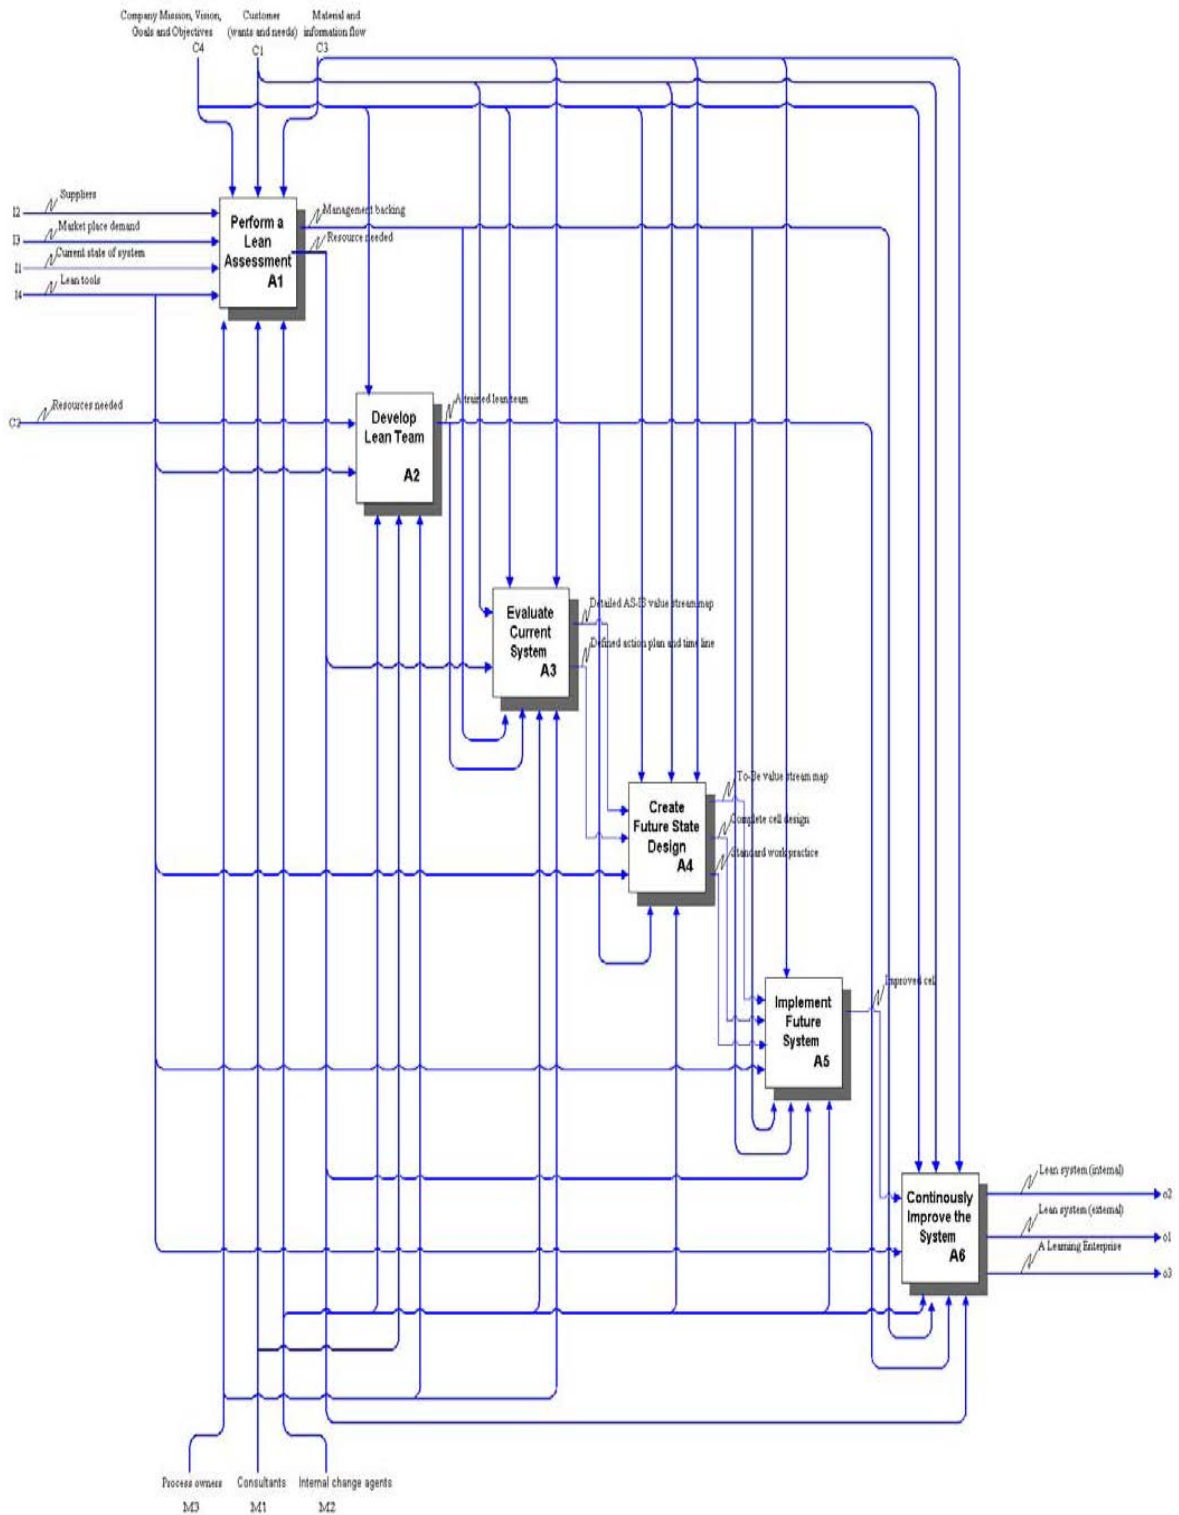 Company Mission, Vision,
Goals and Objectives
C4
Customer
(wants and needs)
C1
Material and
information flow
C3
Suppliers
I2
Market place demand
I3
Current state of system
I1
Lean tools
I4
Perform a
Lean
Assessment
A1
Management backing
Resource needed
Resources needed
C2
Develop
Lean Team
A2
A trained lean team
Evaluate
Current
System
A3
Detailed AS-IS value stream map
Defined action plan and time line
Create
Future State
Design
A4
To-Be value stream map
Complete cell design
Standard work practice
Implement
Future
System
A5
Improved cell
Continously
Improve the
System
A6
Lean system (internal)
o2
Lean system (external)
o1
A Learning Enterprise
o3
Process owners
M3
Consultants
M1
Internal change agents
M2